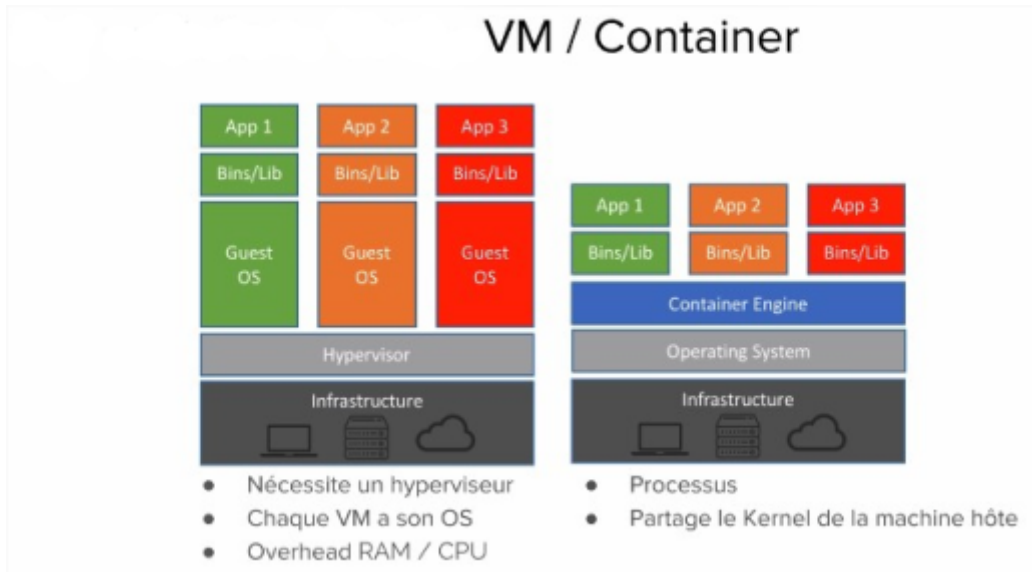 VM / Container
App 1
App 2
App 3
Bins/Lib
Bins/Lib
Bins/Lib
Guest OS
Guest OS
Guest OS
Hypervisor
Infrastructure
● Nécessite un hyperviseur
● Chaque VM a son OS
● Overhead RAM / CPU
App 1
App 2
App 3
Bins/Lib
Bins/Lib
Bins/Lib
Container Engine
Operating System
Infrastructure
● Processus
● Partage le Kernel de la machine hôte